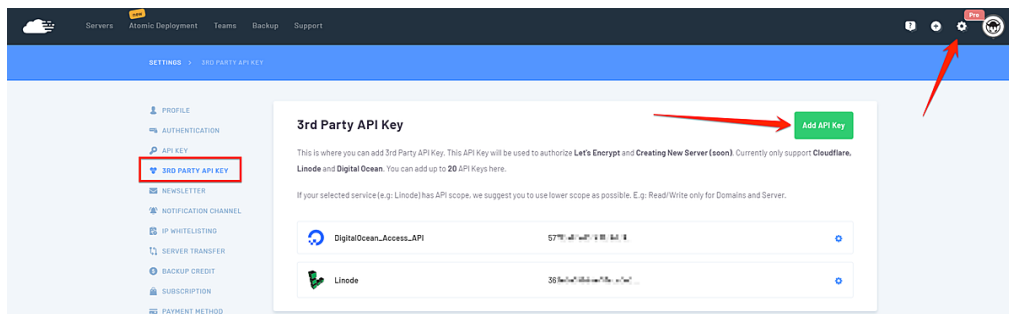 new
Pro
Servers Atomic Deployment Teams Backup Support
SETTINGS > 3RD PARTY API KEY
PROFILE
AUTHENTICATION
API KEY
3RD PARTY API KEY
NEWSLETTER
NOTIFICATION CHANNEL
IP WHITELISTING
SERVER TRANSFER
BACKUP CREDIT
SUBSCRIPTION
PAYMENT METHOD
3rd Party API Key
Add API Key
This is where you can add 3rd Party API Key. This API Key will be used to authorize Let's Encrypt and Creating New Server (soon). Currently only support Cloudflare,
Linode and Digital Ocean. You can add up to 20 API Keys here.
If your selected service (e.g: Linode) has API scope, we suggest you to use lower scope as possible. E.g: Read/Write only for Domains and Server.
DigitalOcean_Access_API 57
Linode 36